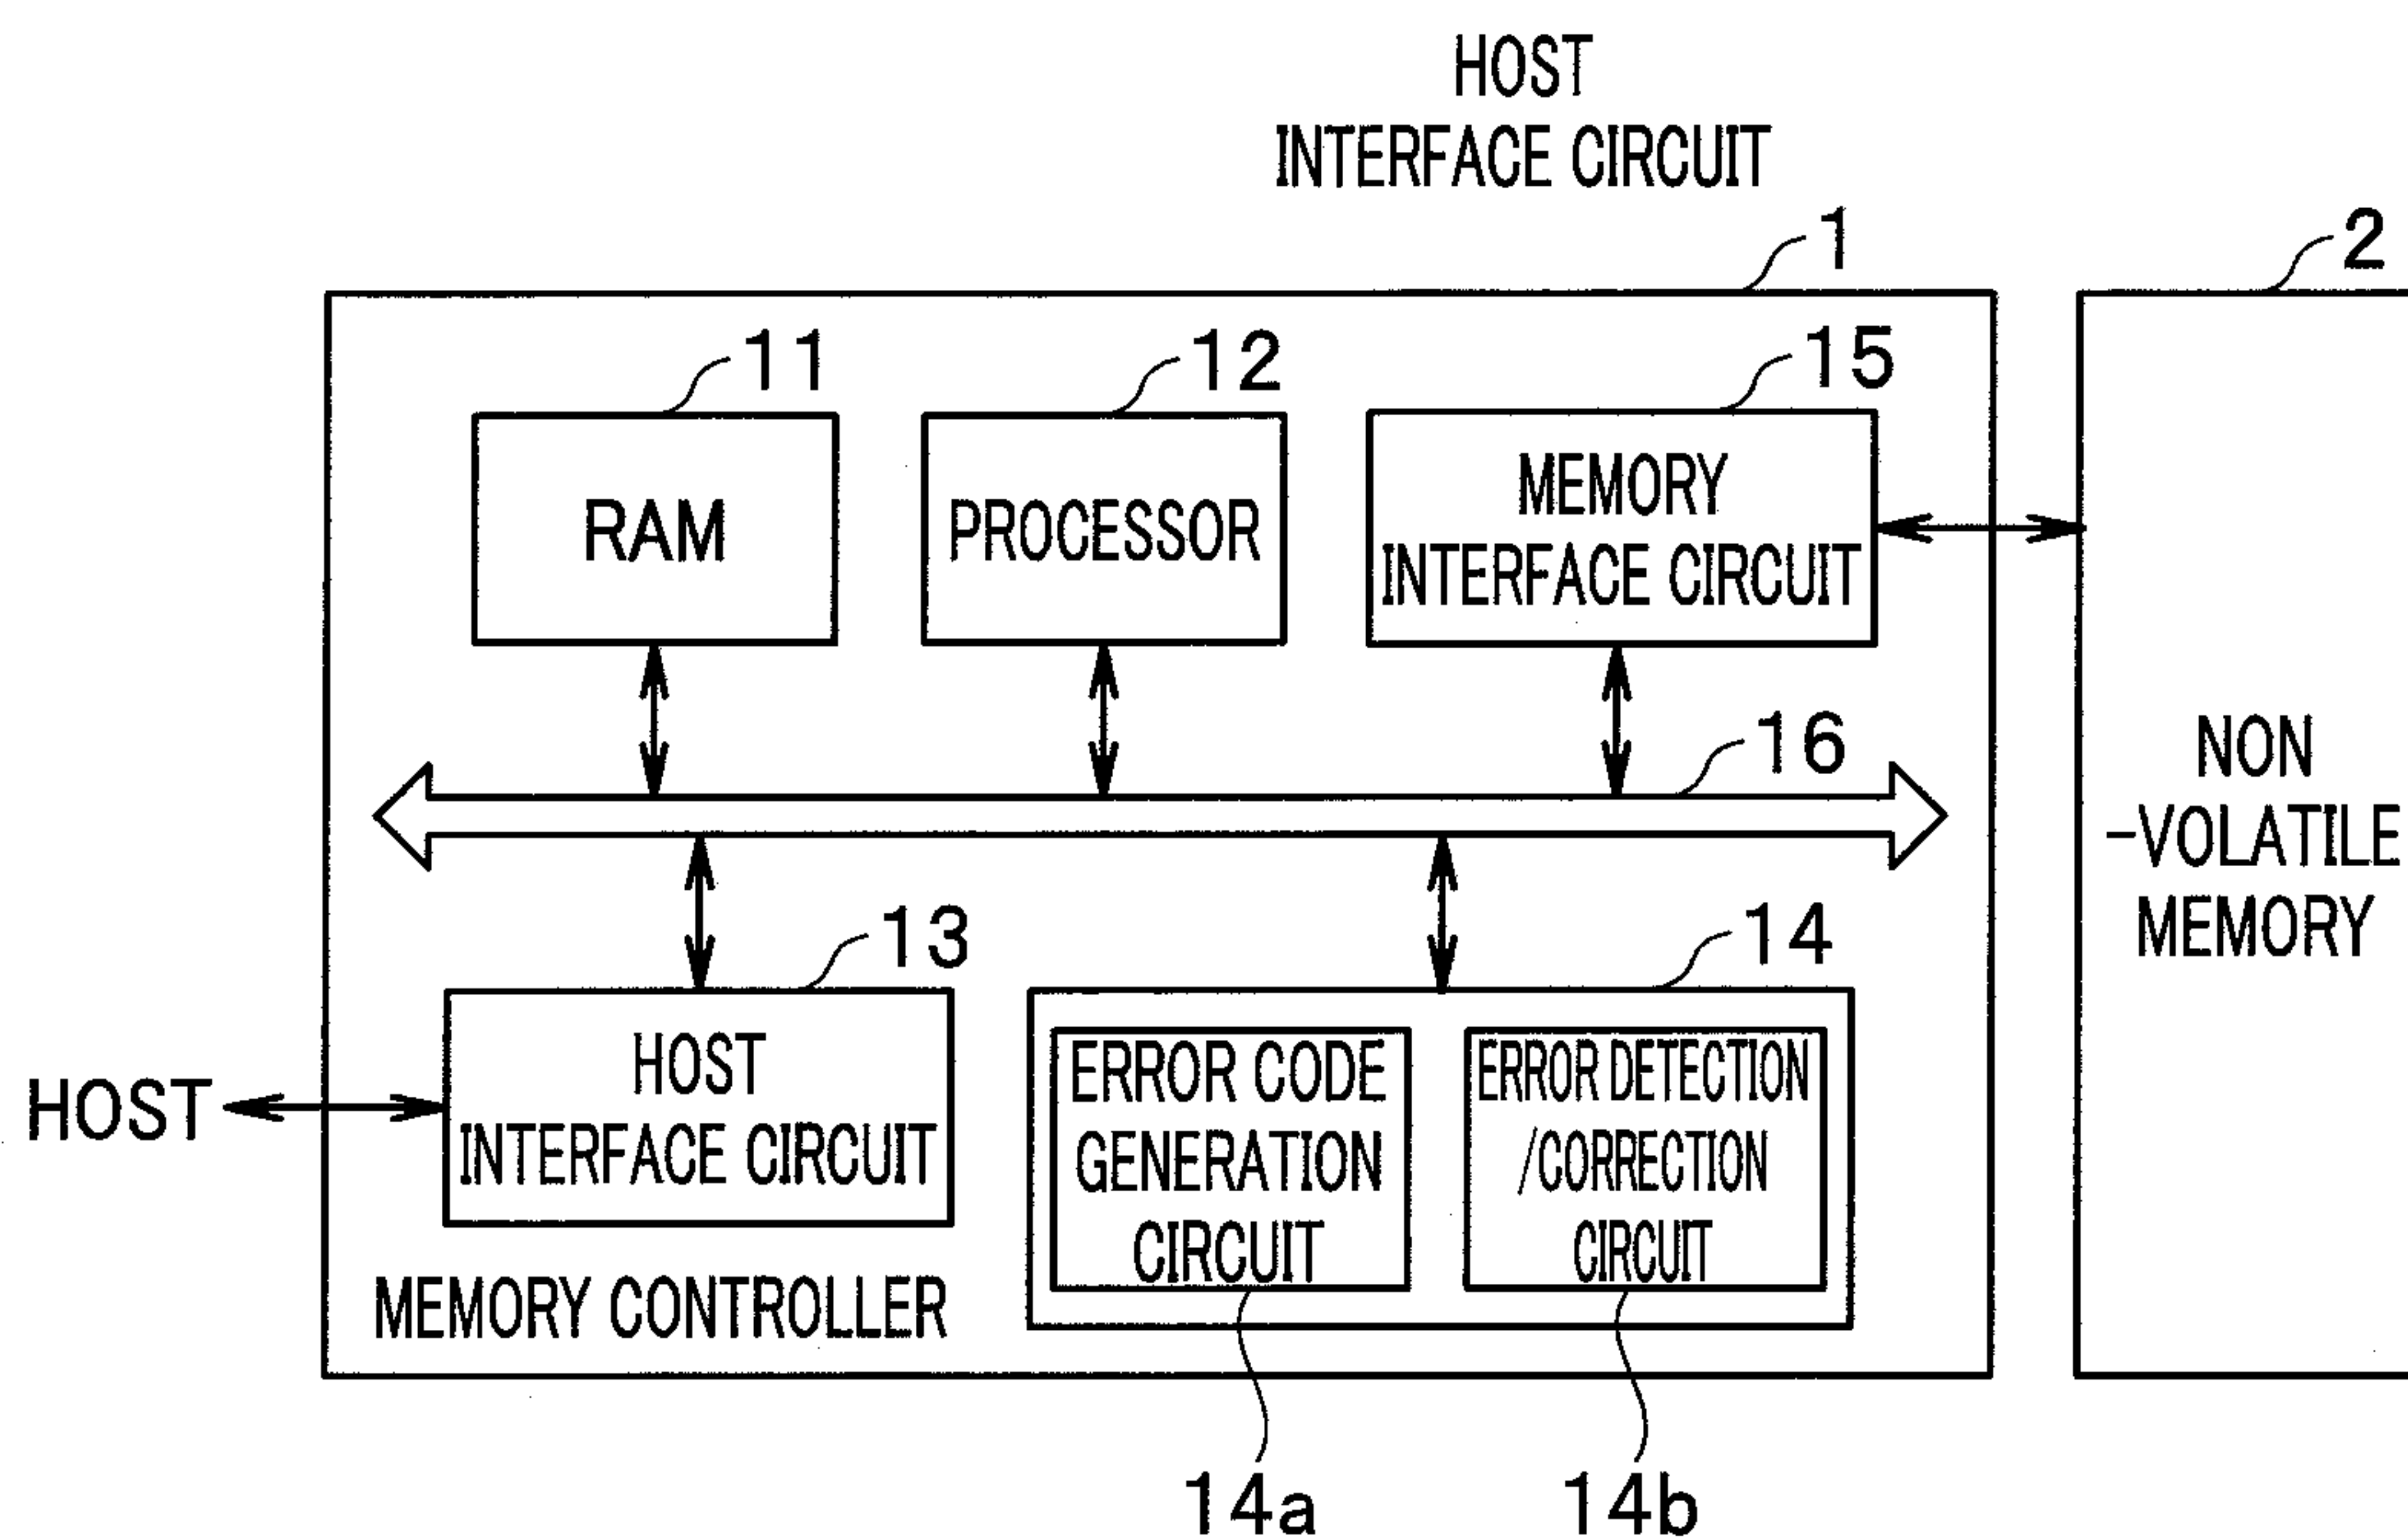 HOST
INTERFACE CIRCUIT
1
2
11
12
15
RAM
PROCESSOR
MEMORY
INTERFACE CIRCUIT
16
NON
-VOLATILE
MEMORY
13
14
HOST
HOST
INTERFACE CIRCUIT
ERROR CODE
GENERATION
CIRCUIT
ERROR DETECTION
/CORRECTION
CIRCUIT
MEMORY CONTROLLER
14a
14b